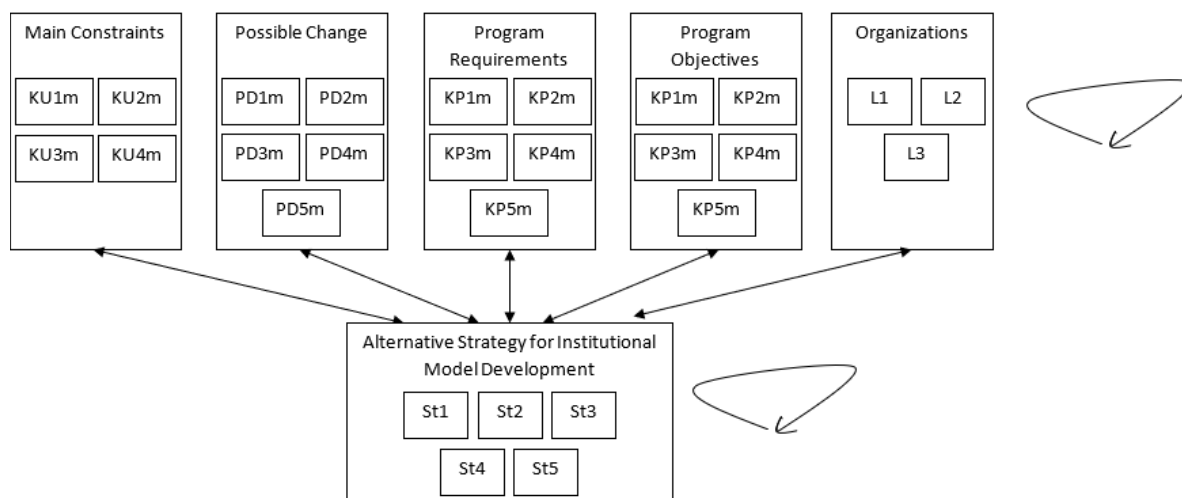 Main Constraints
KU1m KU2m
KU3m KU4m
Possible Change
PD1m PD2m
PD3m PD4m
PD5m
Program
Requirements
KP1m KP2m
KP3m KP4m
KP5m
Program
Objectives
KP1m KP2m
KP3m KP4m
KP5m
Organizations
L1 L2
L3
Alternative Strategy for Institutional
Model Development
St1 St2 St3
St4 St5